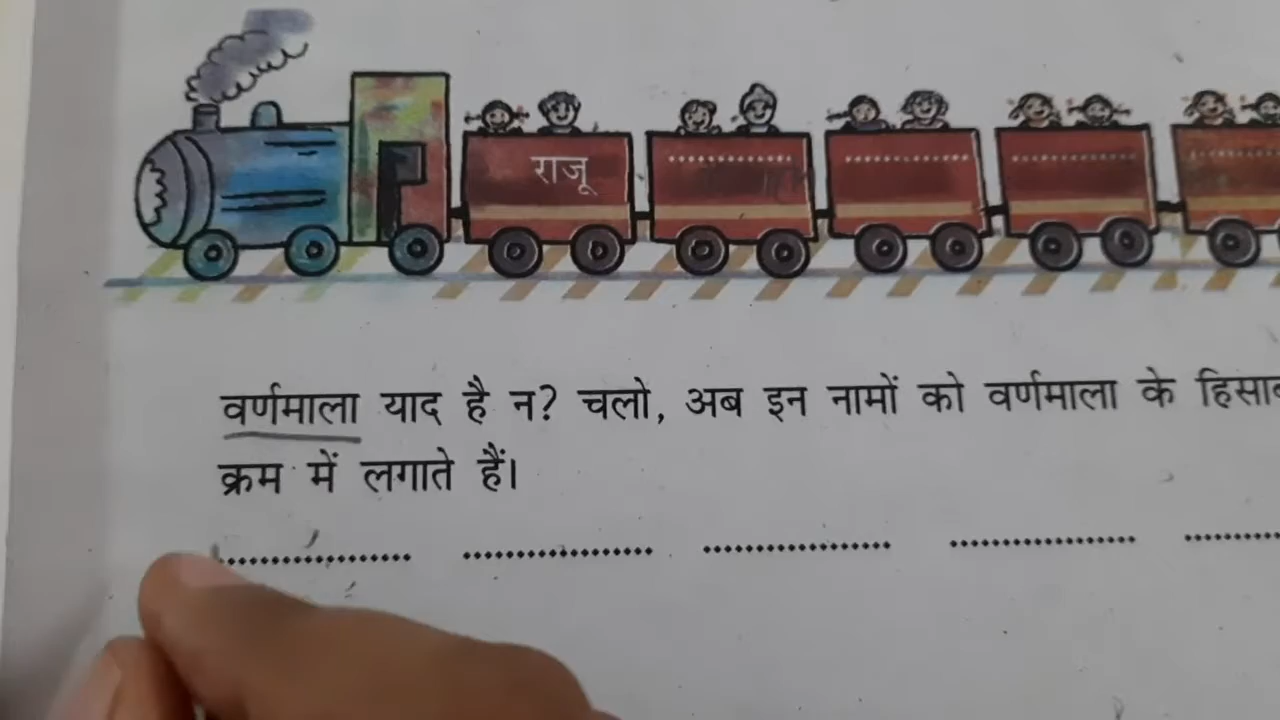 राजू
वर्णमाला याद है न? चलो, अब इन नामों को वर्णमाला के
क्रम में लगाते हैं।